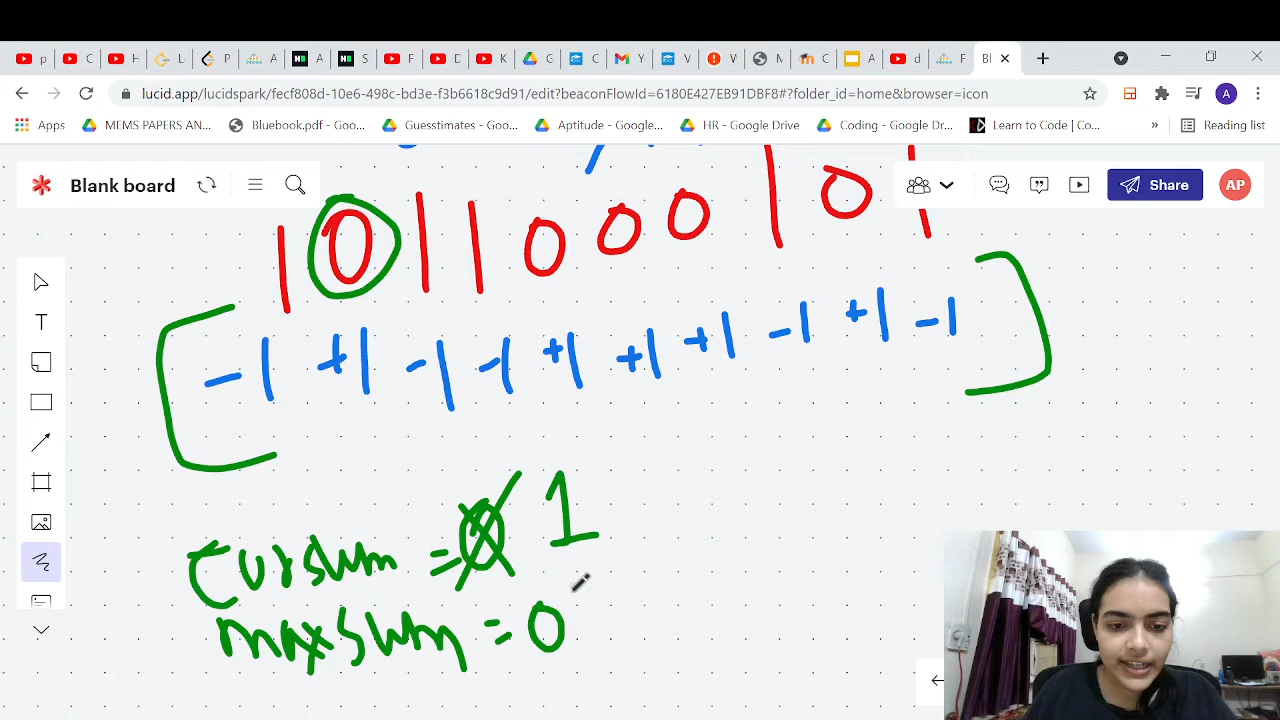 p C H A L P A H A H S F D K G C Y V W M C A d F Bl
lucid.app/lucidspark/fecf808d-10e6-498c-bd3e-f3b6618c9d91/edit?beaconFlowId=6180E427EB91DBF8#?folder_id=home&browser=icon A
Apps MEMS PAPERS AN... Bluebook.pdf - Goo... Guesstimates - Goo... Aptitude - Google... HR - Google Drive Coding - Google Dr... Learn to Code | Co... » Reading list
Blank board Share AP
1 0 1 1 0 0 0 1 0 1
[ -1 +1 -1 -1 +1 +1 +1 -1 +1 -1 ]
T
cursum = 0 1
maxsum = 0